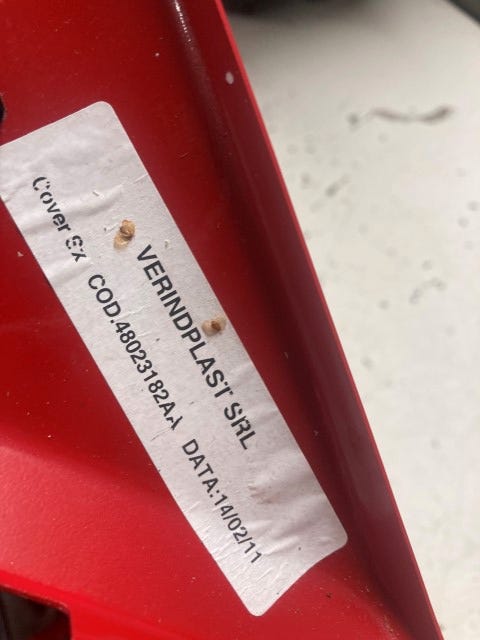 VERINDPLAST SRL
Cover Sx COD.48023182AA DATA:14/02/11